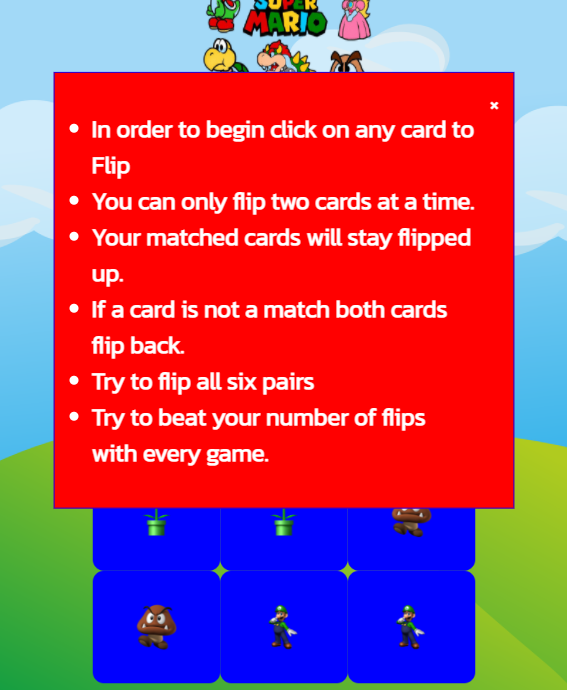 SUPER
MARIO
×
In order to begin click on any card to
Flip
You can only flip two cards at a time.
Your matched cards will stay flipped
up.
If a card is not a match both cards
flip back.
Try to flip all six pairs
Try to beat your number of flips
with every game.